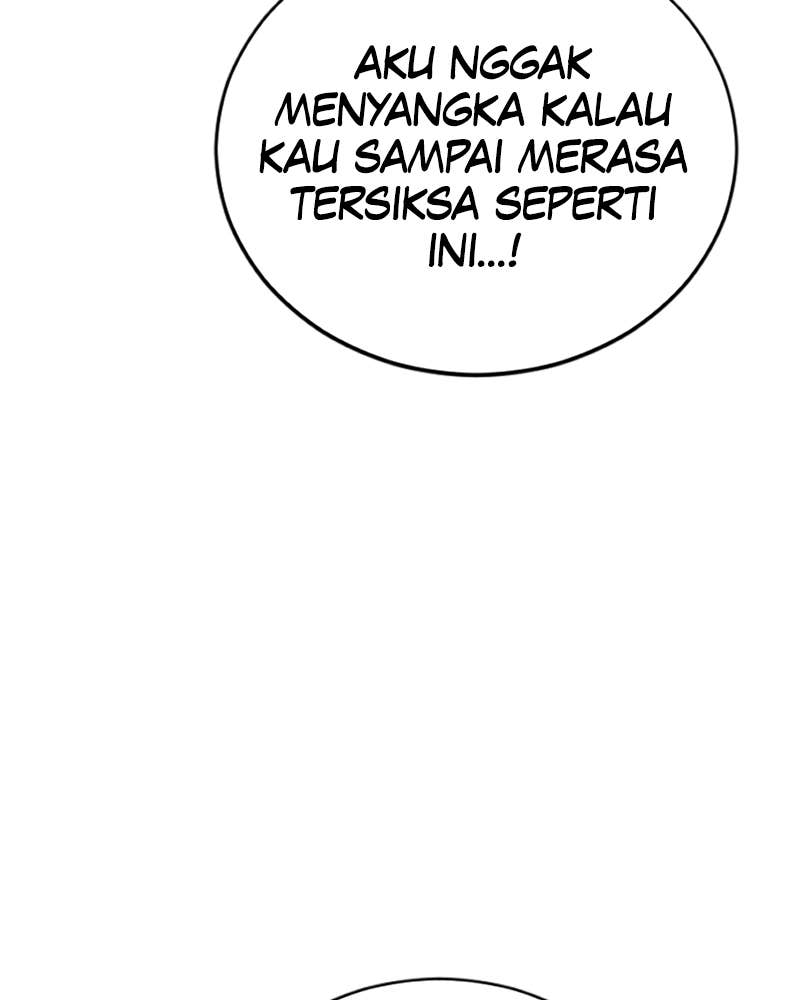 AKU NGGAK
MENYANGKA KALAU
KAU SAMPAI MERASA
TERSIKSA SEPERTI
INI...!